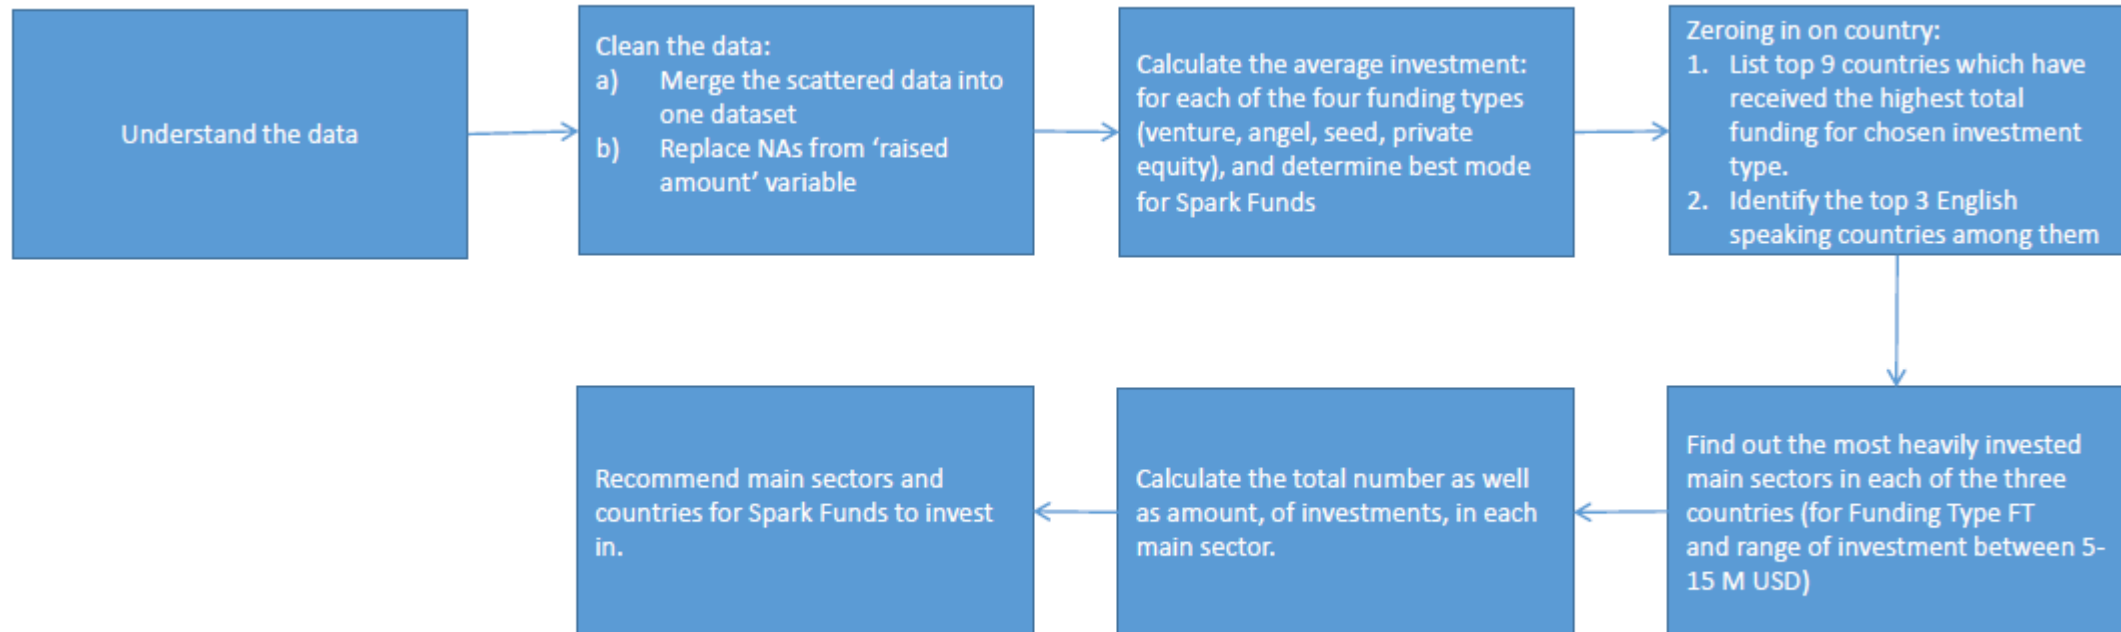 Understand the data
Clean the data:
a) Merge the scattered data into
one dataset
b) Replace NAs from ‘raised
amount’ variable
Calculate the average investment:
for each of the four funding types
(venture, angel, seed, private
equity), and determine best mode
for Spark Funds
Zeroing in on country:
1. List top 9 countries which have
received the highest total
funding for chosen investment
type.
2. Identify the top 3 English
speaking countries among them
Find out the most heavily invested
main sectors in each of the three
countries (for Funding Type FT
and range of investment between 5-
15 M USD)
Calculate the total number as well
as amount, of investments, in each
main sector.
Recommend main sectors and
countries for Spark Funds to invest
in.